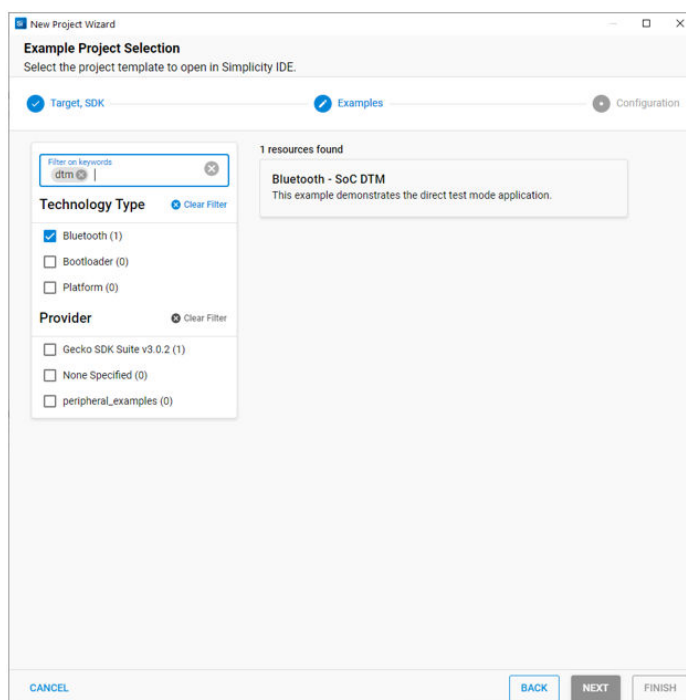 New Project Wizard
Example Project Selection
Select the project template to open in Simplicity IDE.
Target, SDK
Examples
Configuration
Filter on keywords
dtm
Technology Type
Clear Filter
Bluetooth (1)
Bootloader (0)
Platform (0)
Provider
Clear Filter
Gecko SDK Suite v3.0.2 (1)
None Specified (0)
peripheral_examples (0)
1 resources found
Bluetooth - SoC DTM
This example demonstrates the direct test mode application.
CANCEL
BACK
NEXT
FINISH